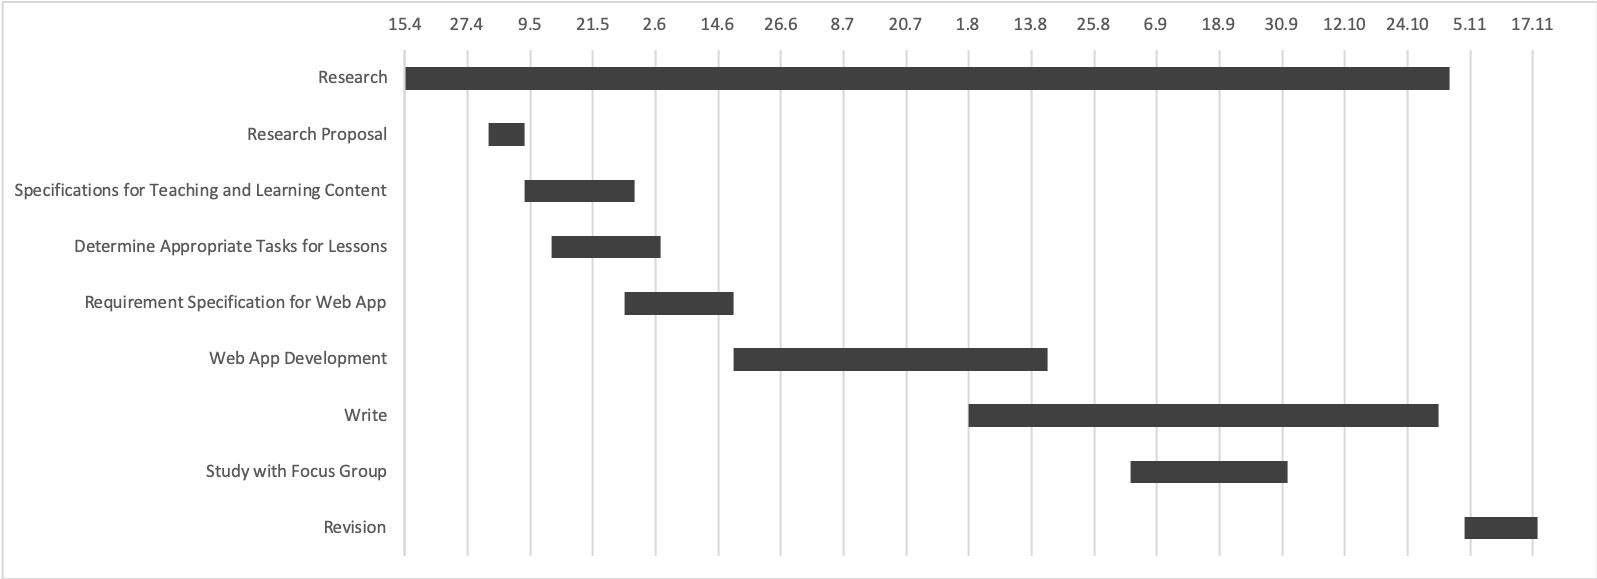 15.4 27.4 9.5 21.5 2.6 14.6 26.6 8.7 20.7 1.8 13.8 25.8 6.9 18.9 30.9 12.10 24.10 5.11 17.11
Research
Research Proposal
Specifications for Teaching and Learning Content
Determine Appropriate Tasks for Lessons
Requirement Specification for Web App
Web App Development
Write
Study with Focus Group
Revision